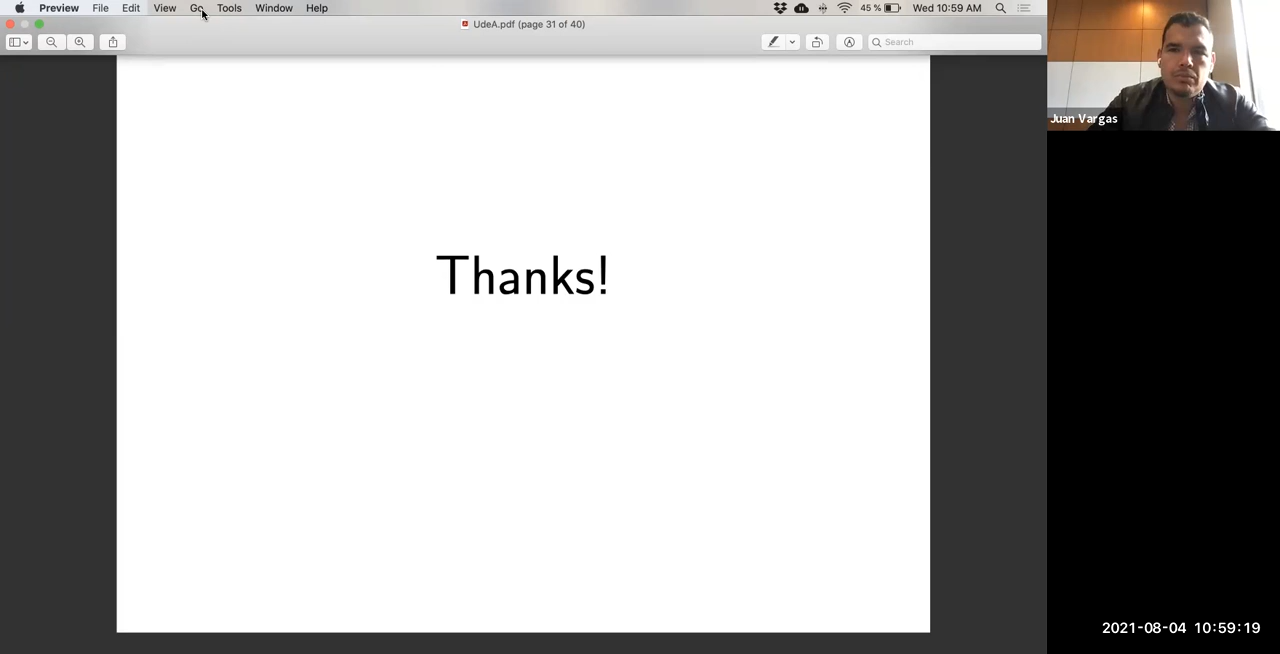 Preview File Edit View Go Tools Window Help 45 % Wed 10:59 AM
UdeA.pdf (page 31 of 40)
Search
Juan Vargas
Thanks!
2021-08-04 10:59:19